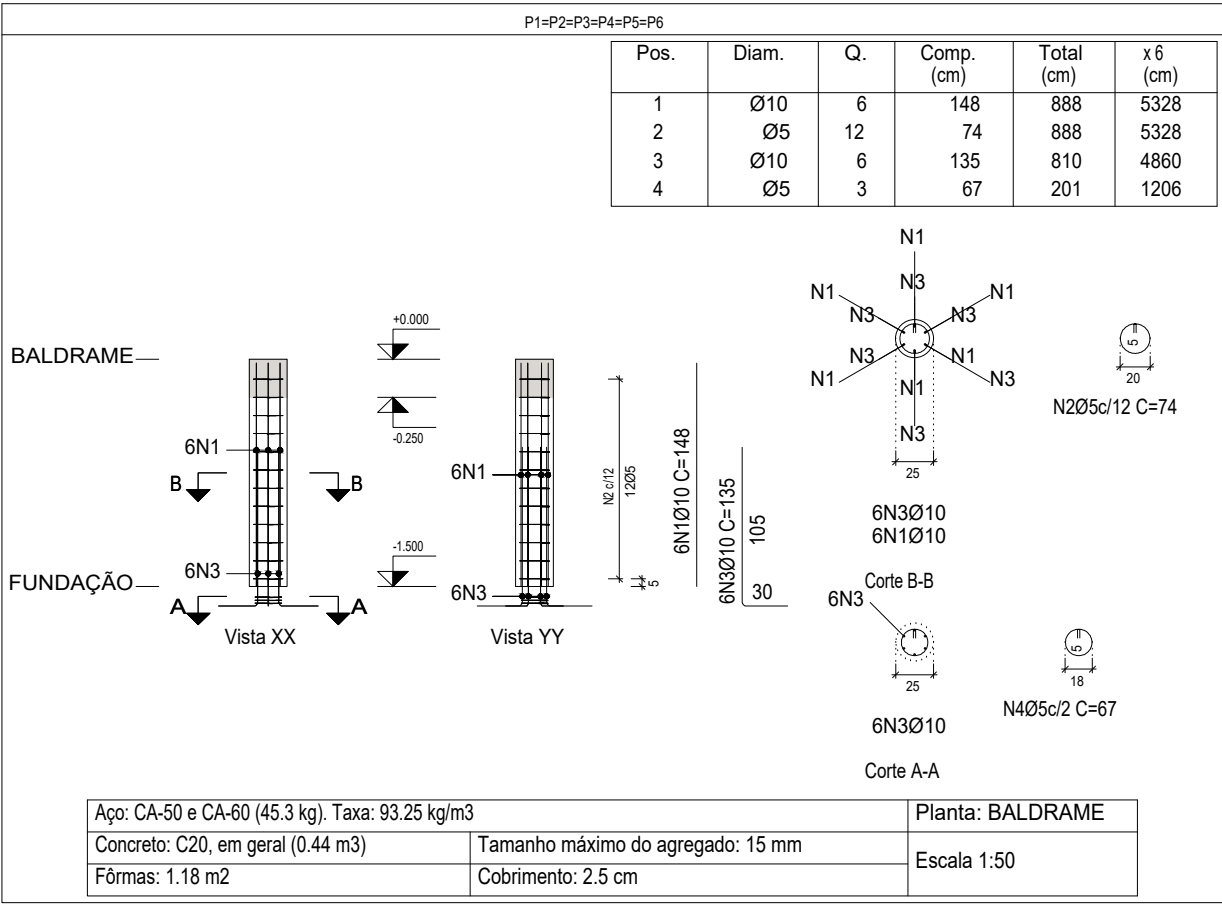 P1=P2=P3=P4=P5=P6
Pos. Diam. Q. Comp. (cm) Total (cm) x 6 (cm)
1 Ø10 6 148 888 5328
2 Ø5 12 74 888 5328
3 Ø10 6 135 810 4860
4 Ø5 3 67 201 1206
BALDRAME
FUNDAÇÃO
6N1
B
B
6N3
A
A
Vista XX
+0.000
-0.250
-1.500
6N1
6N3
Vista YY
N2 c/12
12Ø5
5
6N1Ø10 C=148
6N3Ø10 C=135
105
30
N1
N3
N1
N3
N1
N3
N3
N1
N1
N3
N1
N3
25
6N3Ø10
6N1Ø10
Corte B-B
5
20
N2Ø5c/12 C=74
6N3
25
6N3Ø10
Corte A-A
5
18
N4Ø5c/2 C=67
Aço: CA-50 e CA-60 (45.3 kg). Taxa: 93.25 kg/m3
Planta: BALDRAME
Concreto: C20, em geral (0.44 m3)
Tamanho máximo do agregado: 15 mm
Escala 1:50
Fôrmas: 1.18 m2
Cobrimento: 2.5 cm